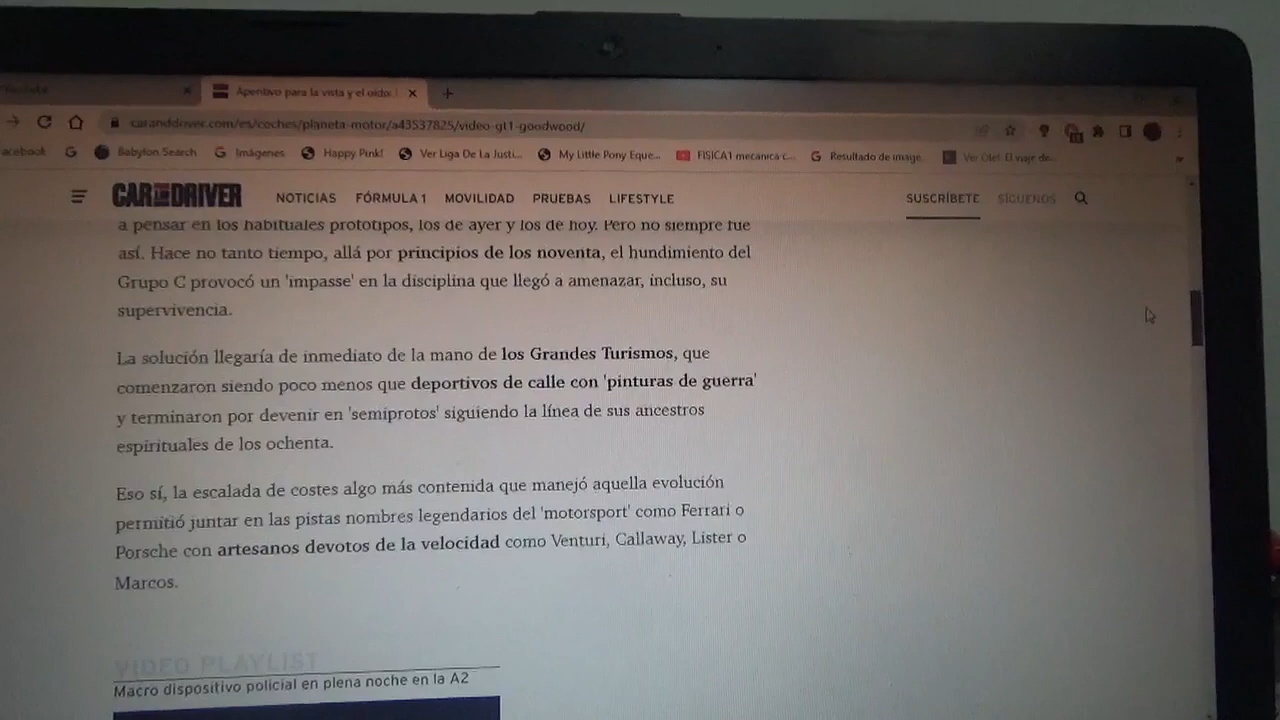 YouTube
Aperitivo para la vista y el oído:
caranddriver.com/es/coches/planeta-motor/a43537825/video-gt1-goodwood/
acebook
Babylon Search
Imágenes
Happy Pink!
Ver Liga De La Justi...
My Little Pony Eque...
FISICA1 mecanica c...
Resultado de image...
CAR AND DRIVER
NOTICIAS
FÓRMULA 1
MOVILIDAD
PRUEBAS
LIFESTYLE
SUSCRÍBETE
SÍGUENOS
a pensar en los habituales prototipos, los de ayer y los de hoy. Pero no siempre fue
así. Hace no tanto tiempo, allá por principios de los noventa, el hundimiento del
Grupo C provocó un 'impasse' en la disciplina que llegó a amenazar, incluso, su
supervivencia.
La solución llegaría de inmediato de la mano de los Grandes Turismos, que
comenzaron siendo poco menos que deportivos de calle con 'pinturas de guerra'
y terminaron por devenir en 'semiprotos' siguiendo la línea de sus ancestros
espirituales de los ochenta.
Eso sí, la escalada de costes algo más contenida que manejó aquella evolución
permitió juntar en las pistas nombres legendarios del 'motorsport' como Ferrari o
Porsche con artesanos devotos de la velocidad como Venturi, Callaway, Lister o
Marcos.
VIDEO PLAYLIST
Macro dispositivo policial en plena noche en la A2